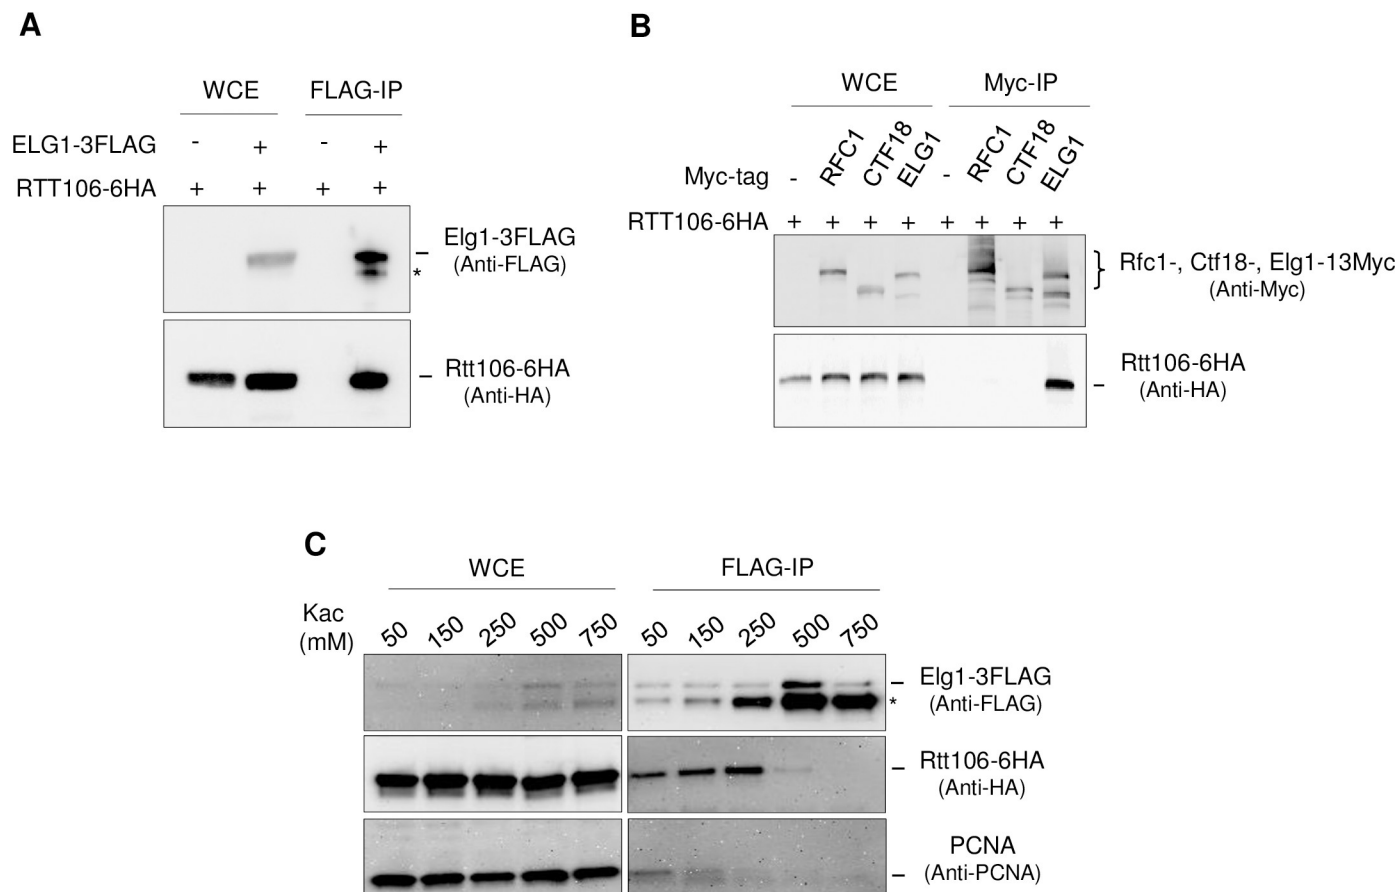 A
WCE FLAG-IP
ELG1-3FLAG - + - +
RTT106-6HA + + + +
Elg1-3FLAG
(Anti-FLAG)
*
Rtt106-6HA
(Anti-HA)
B
WCE Myc-IP
Myc-tag - RFC1 CTF18 ELG1 - RFC1 CTF18 ELG1
RTT106-6HA + + + + + + + +
Rfc1-, Ctf18-, Elg1-13Myc
(Anti-Myc)
Rtt106-6HA
(Anti-HA)
C
WCE FLAG-IP
Kac
(mM) 50 150 250 500 750 50 150 250 500 750
Elg1-3FLAG
* (Anti-FLAG)
Rtt106-6HA
(Anti-HA)
PCNA
(Anti-PCNA)